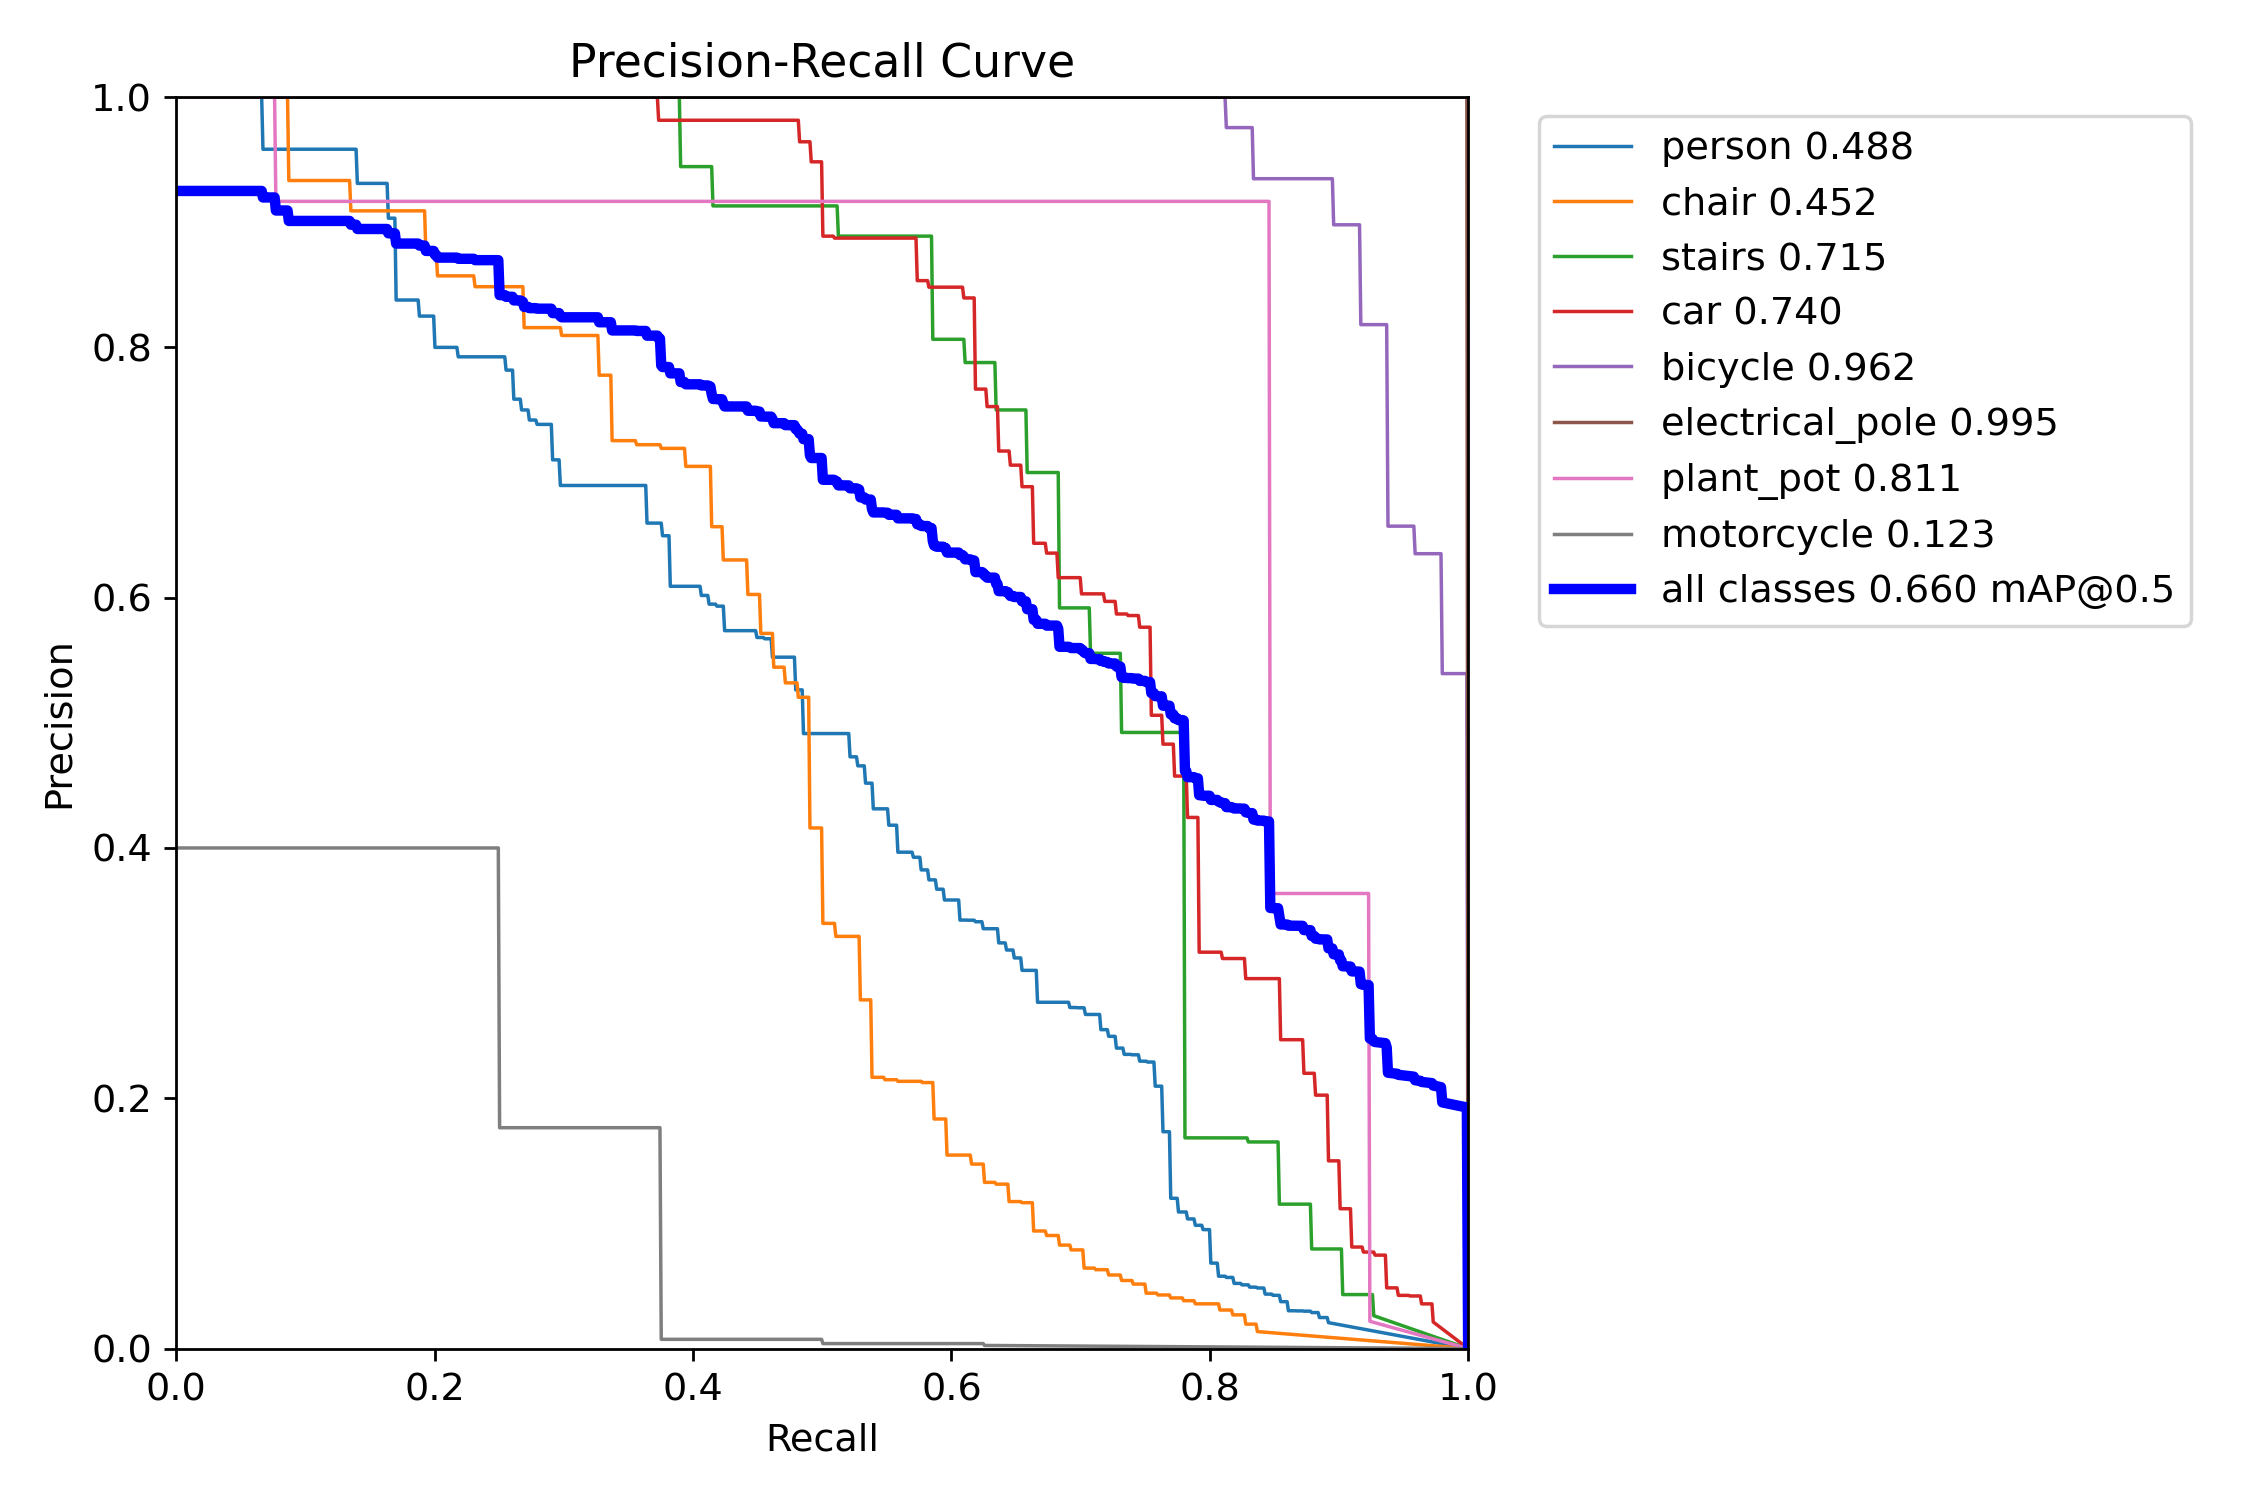 Precision-Recall Curve
1.0
0.8
0.6
0.4
0.2
0.0
Precision
0.0 0.2 0.4 0.6 0.8 1.0
Recall
person 0.488
chair 0.452
stairs 0.715
car 0.740
bicycle 0.962
electrical_pole 0.995
plant_pot 0.811
motorcycle 0.123
all classes 0.660 mAP@0.5